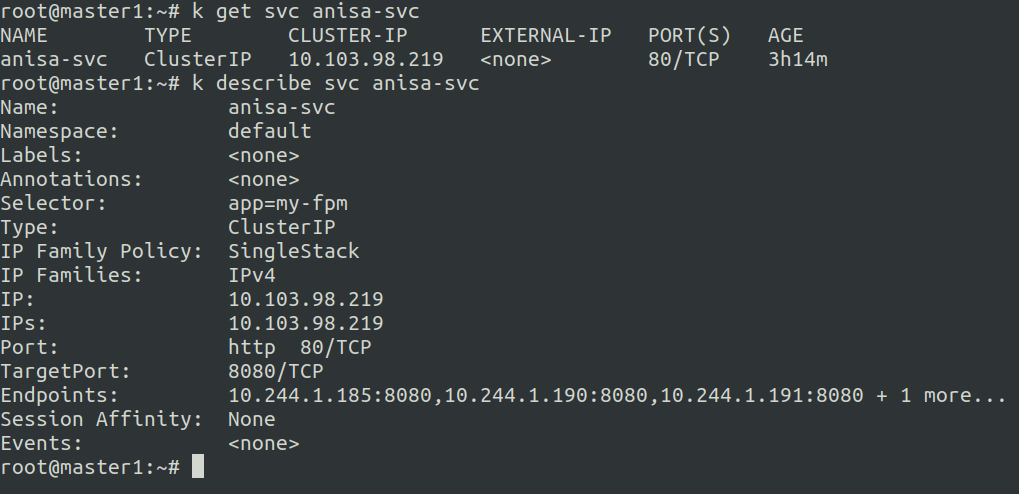 root@master1:~# k get svc anisa-svc
NAME        TYPE        CLUSTER-IP      EXTERNAL-IP   PORT(S)   AGE
anisa-svc   ClusterIP   10.103.98.219   <none>        80/TCP    3h14m
root@master1:~# k describe svc anisa-svc
Name:              anisa-svc
Namespace:         default
Labels:            <none>
Annotations:       <none>
Selector:          app=my-fpm
Type:              ClusterIP
IP Family Policy:  SingleStack
IP Families:       IPv4
IP:                10.103.98.219
IPs:               10.103.98.219
Port:              http  80/TCP
TargetPort:        8080/TCP
Endpoints:         10.244.1.185:8080,10.244.1.190:8080,10.244.1.191:8080 + 1 more...
Session Affinity:  None
Events:            <none>
root@master1:~#